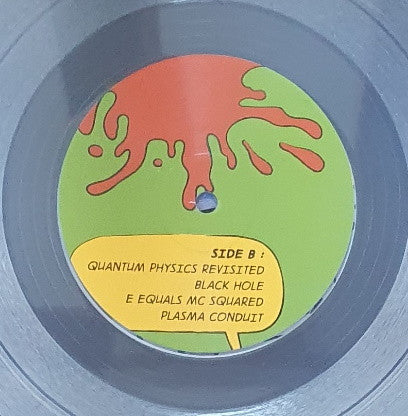 SIDE B :
QUANTUM PHYSICS REVISITED
BLACK HOLE
E EQUALS MC SQUARED
PLASMA CONDUIT